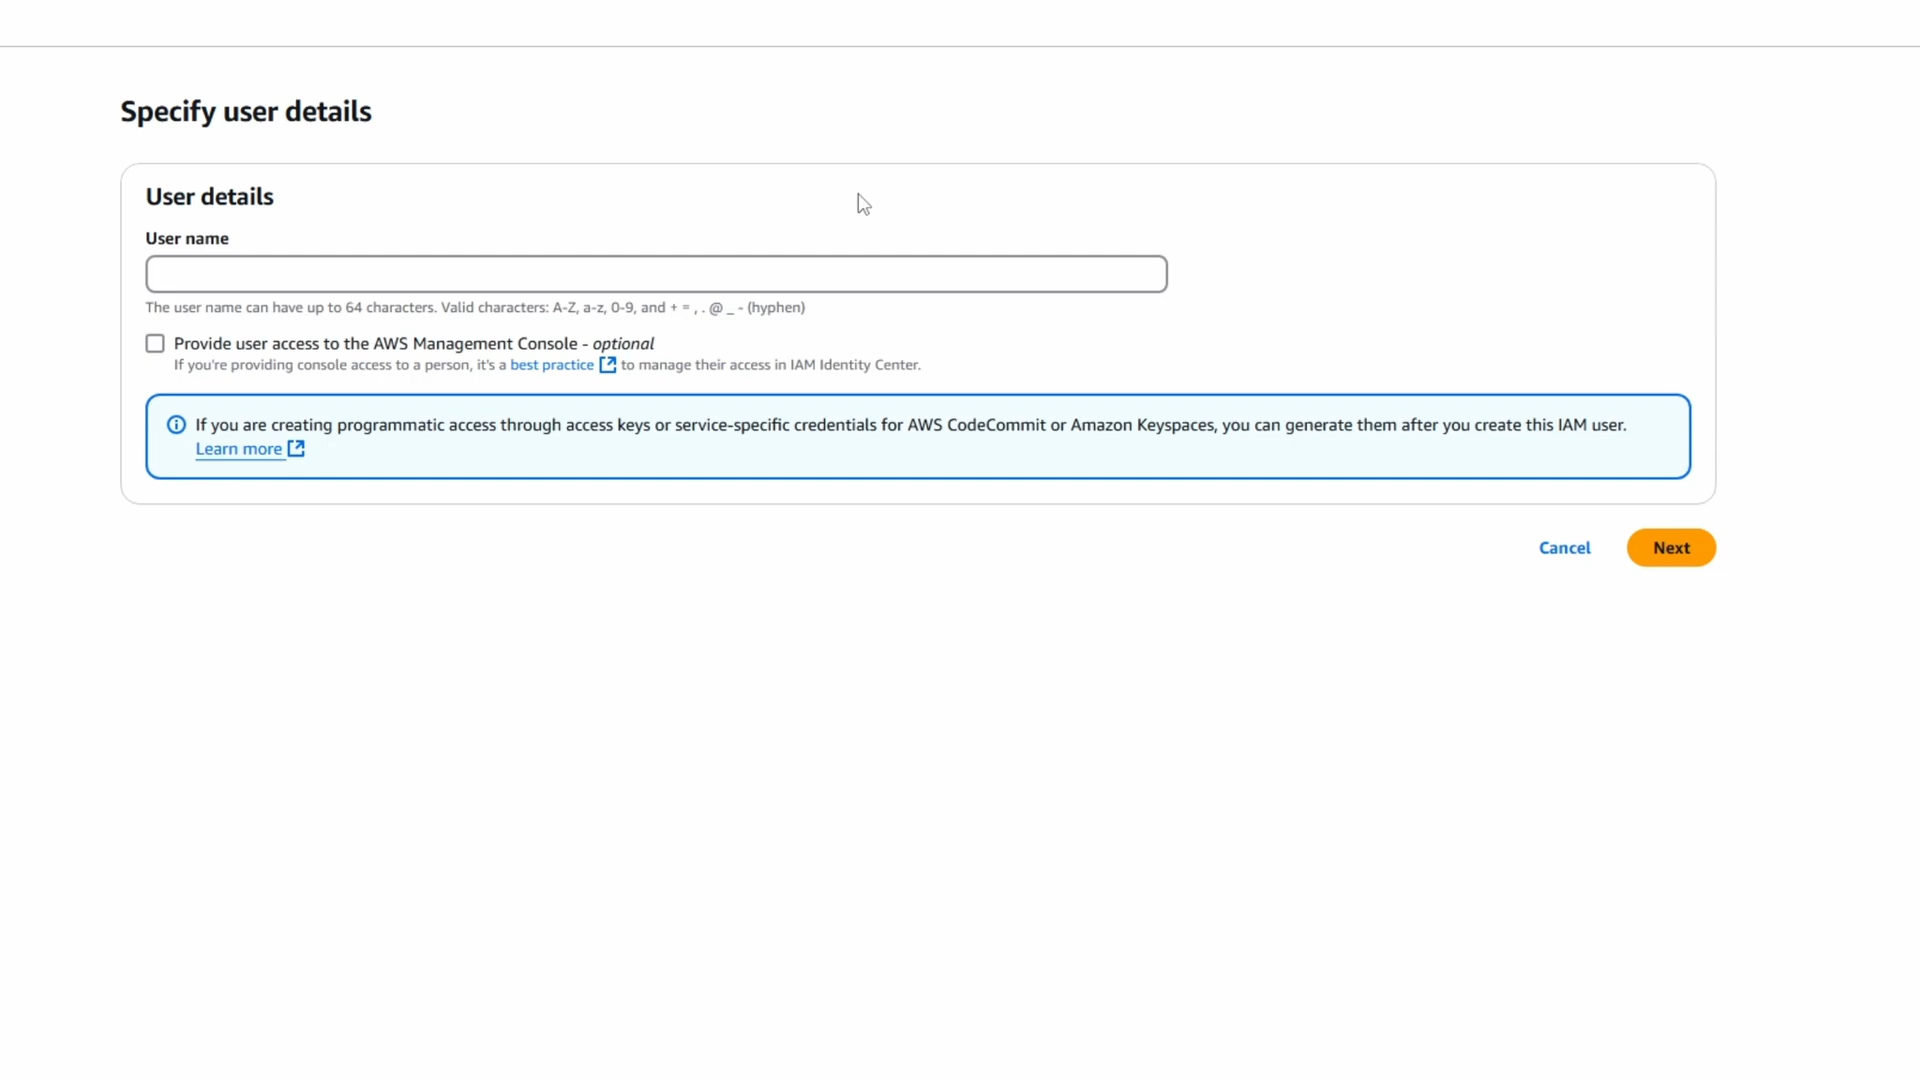 Specify user details
User details
User name
The user name can have up to 64 characters. Valid characters: A-Z, a-z, 0-9, and + = , . @ _ - (hyphen)
Provide user access to the AWS Management Console - optional
If you're providing console access to a person, it's a best practice to manage their access in IAM Identity Center.
If you are creating programmatic access through access keys or service-specific credentials for AWS CodeCommit or Amazon Keyspaces, you can generate them after you create this IAM user.
Learn more
Cancel Next